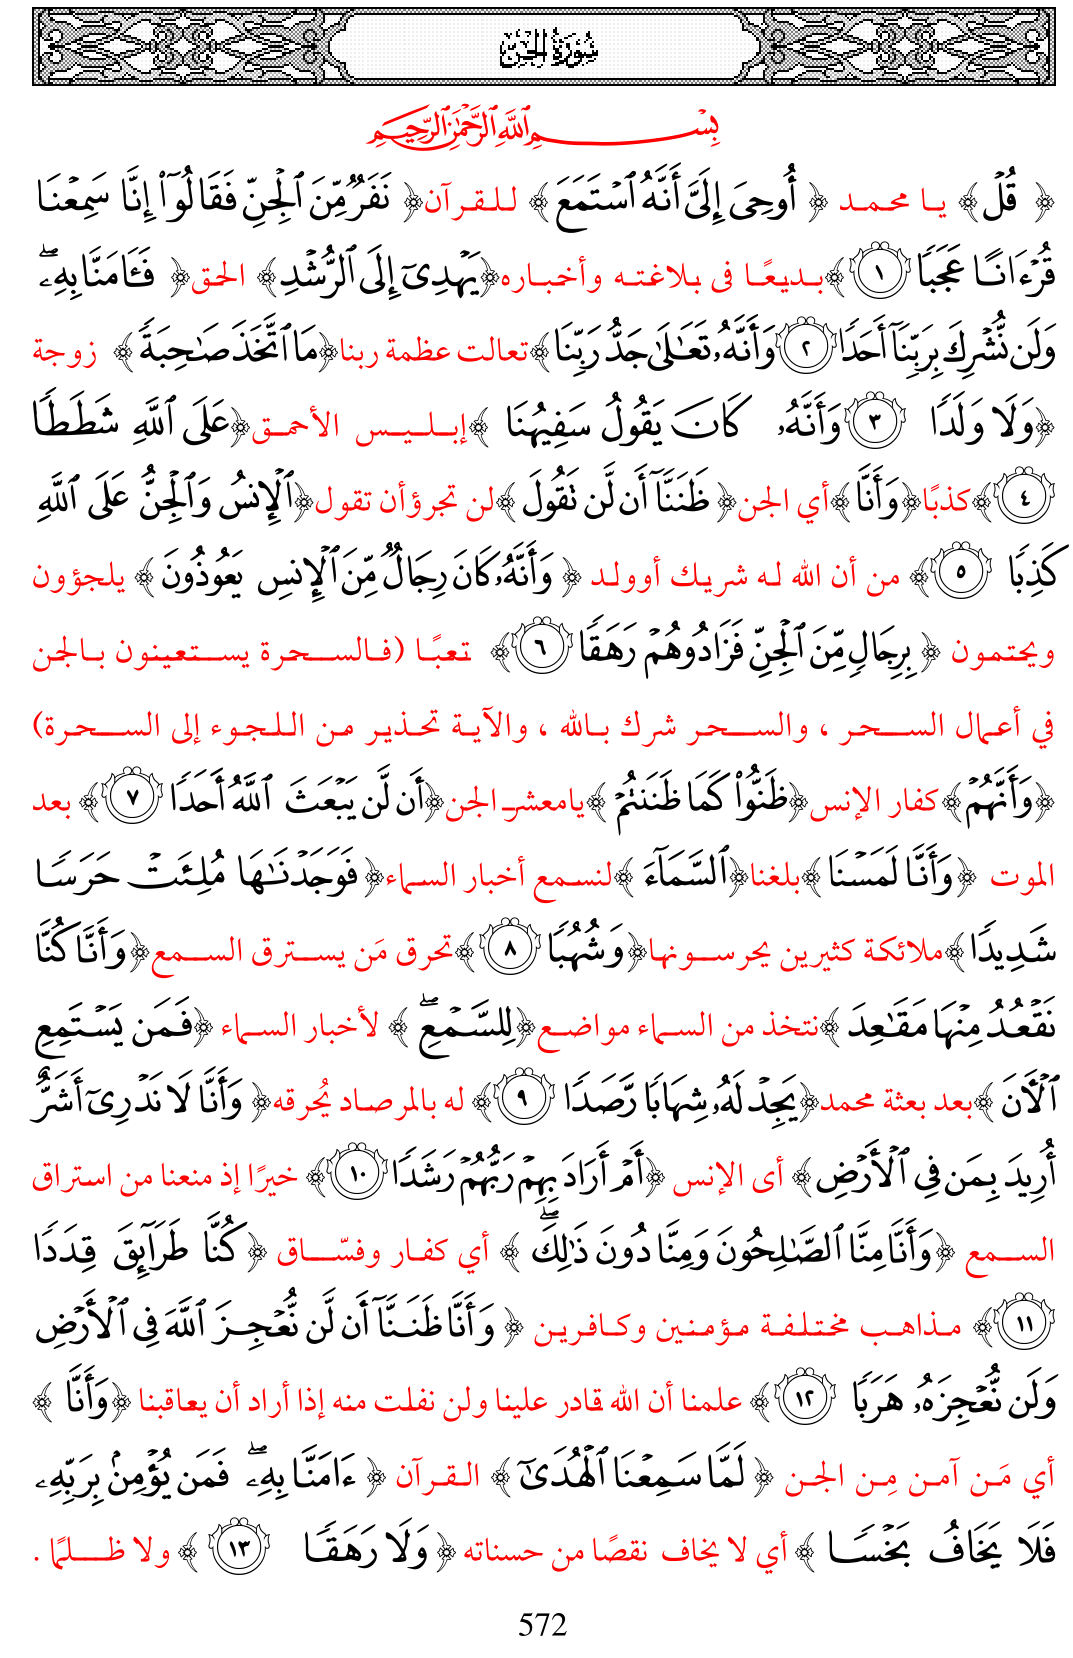 سُورَةُ الجِنِّ
بِسْمِ ٱللَّهِ ٱلرَّحْمَٰنِ ٱلرَّحِيمِ
﴿ قُلْ ﴾ يا محمد ﴿ أُوحِىَ إِلَىَّ أَنَّهُ ٱسْتَمَعَ ﴾ للقرآن ﴿ نَفَرٌ مِّنَ ٱلْجِنِّ فَقَالُوٓا۟ إِنَّا سَمِعْنَا
قُرْءَانًا عَجَبًا ١ ﴾ بديعًا فى بلاغته وأخباره ﴿ يَهْدِىٓ إِلَى ٱلرُّشْدِ ﴾ الحق ﴿ فَـَٔامَنَّا بِهِۦ ۖ
وَلَن نُّشْرِكَ بِرَبِّنَآ أَحَدًا ٢ وَأَنَّهُۥ تَعَٰلَىٰ جَدُّ رَبِّنَا ﴾ تعالت عظمة ربنا ﴿ مَا ٱتَّخَذَ صَٰحِبَةً ﴾ زوجة
﴿ وَلَا وَلَدًا ٣ وَأَنَّهُۥ كَانَ يَقُولُ سَفِيهُنَا ﴾ إبليس الأحمق ﴿ عَلَى ٱللَّهِ شَطَطًا
٤ ﴾ كذبًا ﴿ وَأَنَّا ﴾ أي الجن ﴿ ظَنَنَّآ أَن لَّن تَقُولَ ﴾ لن تجرؤ أن تقول ﴿ ٱلْإِنسُ وَٱلْجِنُّ عَلَى ٱللَّهِ
كَذِبًا ٥ ﴾ من أن الله له شريك أوولد ﴿ وَأَنَّهُۥ كَانَ رِجَالٌ مِّنَ ٱلْإِنسِ يَعُوذُونَ ﴾ يلجؤون
ويحتمون ﴿ بِرِجَالٍ مِّنَ ٱلْجِنِّ فَزَادُوهُمْ رَهَقًا ٦ ﴾ تعبًا (فالسحرة يستعينون بالجن
في أعمال السحر ، والسحر شرك بالله ، والآية تحذير من اللجوء إلى السحرة)
﴿ وَأَنَّهُمْ ﴾ كفار الإنس ﴿ ظَنُّوا۟ كَمَا ظَنَنتُمْ ﴾ يامعشر الجن ﴿ أَن لَّن يَبْعَثَ ٱللَّهُ أَحَدًا ٧ ﴾ بعد
الموت ﴿ وَأَنَّا لَمَسْنَا ﴾ بلغنا ﴿ ٱلسَّمَآءَ ﴾ لنسمع أخبار السماء ﴿ فَوَجَدْنَٰهَا مُلِئَتْ حَرَسًا
شَدِيدًا ﴾ ملائكة كثيرين يحرسونها ﴿ وَشُهُبًا ٨ ﴾ تحرق مَن يسترق السمع ﴿ وَأَنَّا كُنَّا
نَقْعُدُ مِنْهَا مَقَٰعِدَ ﴾ نتخذ من السماء مواضع ﴿ لِلسَّمْعِ ۖ ﴾ لأخبار السماء ﴿ فَمَن يَسْتَمِعِ
ٱلْـَٔانَ ﴾ بعد بعثة محمد ﴿ يَجِدْ لَهُۥ شِهَابًا رَّصَدًا ٩ ﴾ له بالمرصاد يُحرقه ﴿ وَأَنَّا لَا نَدْرِىٓ أَشَرٌّ
أُرِيدَ بِمَن فِى ٱلْأَرْضِ ﴾ أى الإنس ﴿ أَمْ أَرَادَ بِهِمْ رَبُّهُمْ رَشَدًا ١٠ ﴾ خيرًا إذ منعنا من استراق
السمع ﴿ وَأَنَّا مِنَّا ٱلصَّٰلِحُونَ وَمِنَّا دُونَ ذَٰلِكَ ۖ ﴾ أي كفار وفسّاق ﴿ كُنَّا طَرَآئِقَ قِدَدًا
١١ ﴾ مذاهب مختلفة مؤمنين وكافرين ﴿ وَأَنَّا ظَنَنَّآ أَن لَّن نُّعْجِزَ ٱللَّهَ فِى ٱلْأَرْضِ
وَلَن نُّعْجِزَهُۥ هَرَبًا ١٢ ﴾ علمنا أن الله قادر علينا ولن نفلت منه إذا أراد أن يعاقبنا ﴿ وَأَنَّا ﴾
أي مَن آمن مِن الجن ﴿ لَمَّا سَمِعْنَا ٱلْهُدَىٰٓ ﴾ القرآن ﴿ ءَامَنَّا بِهِۦ ۖ فَمَن يُؤْمِنۢ بِرَبِّهِۦ
فَلَا يَخَافُ بَخْسًا ﴾ أي لا يخاف نقصًا من حسناته ﴿ وَلَا رَهَقًا ١٣ ﴾ ولا ظلمًا .
572